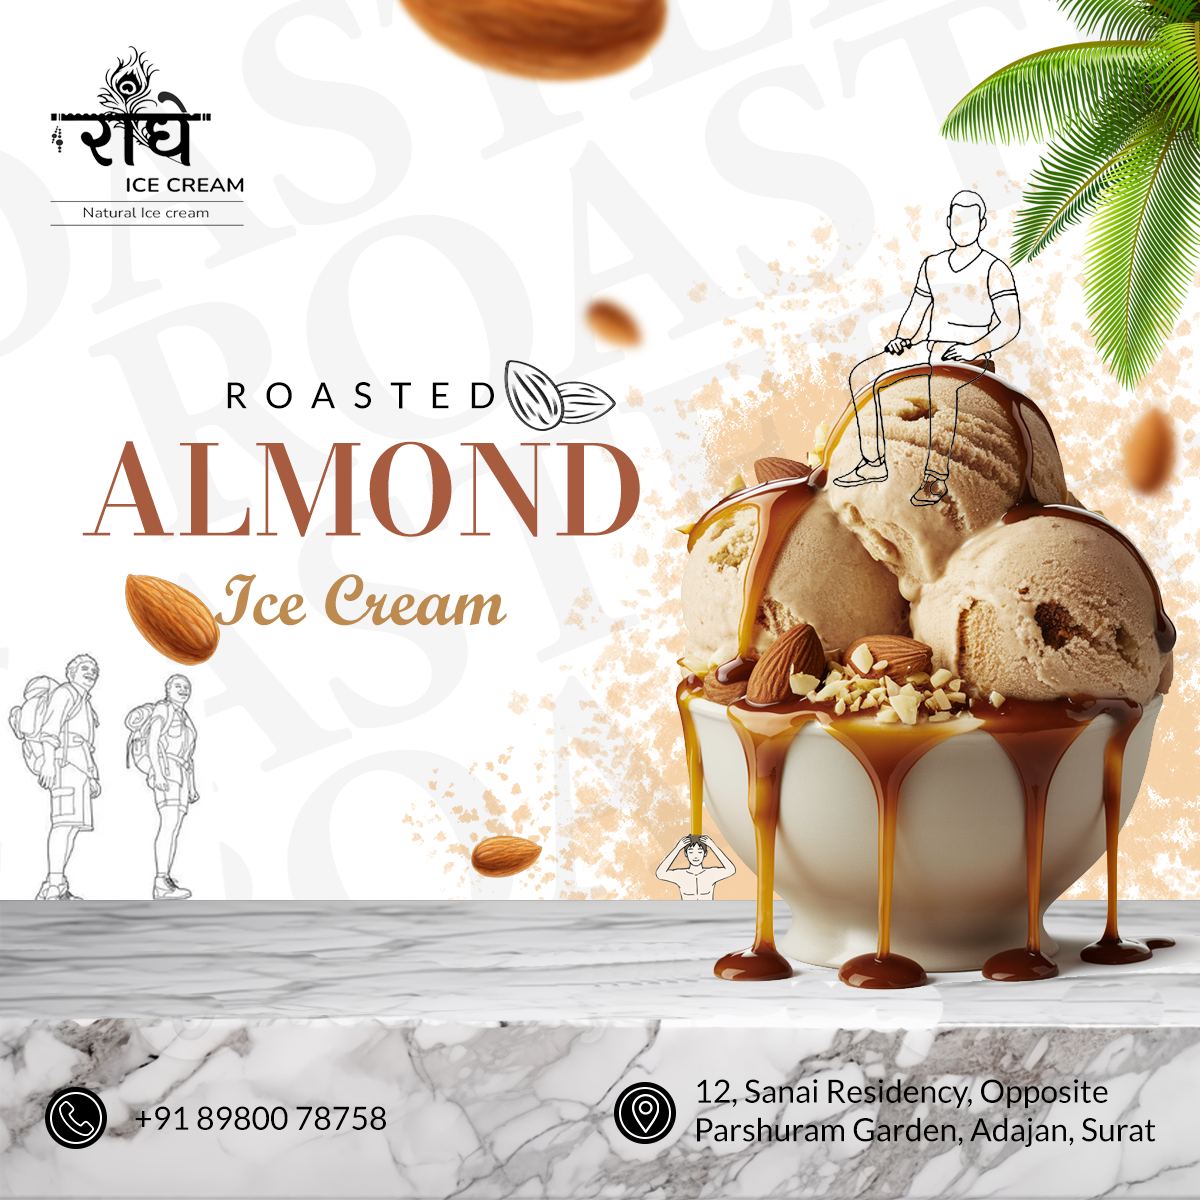 राधे
ICE CREAM
Natural Ice cream
ROASTED
ALMOND
Ice Cream
+91 89800 78758
12, Sanai Residency, Opposite
Parshuram Garden, Adajan, Surat